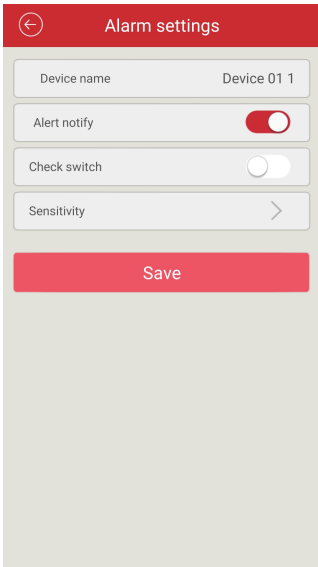 Alarm settings
Device name Device 01 1
Alert notify
Check switch
Sensitivity
Save